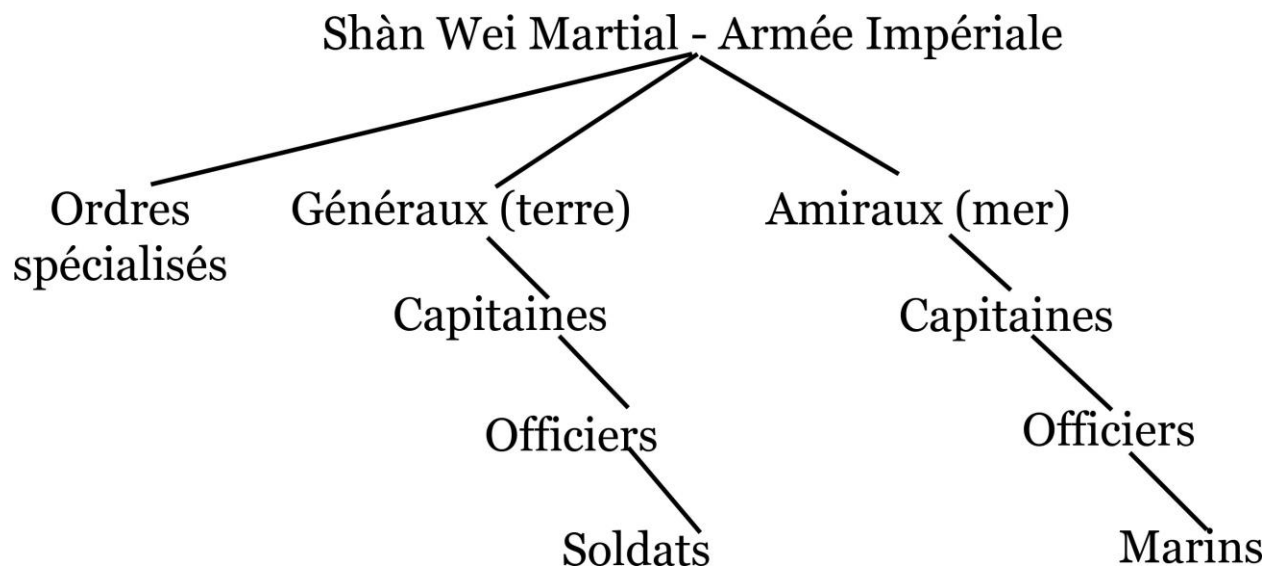 Shàn Wei Martial - Armée Impériale
Ordres
spécialisés
Généraux (terre)
Amiraux (mer)
Capitaines
Capitaines
Officiers
Officiers
Soldats
Marins